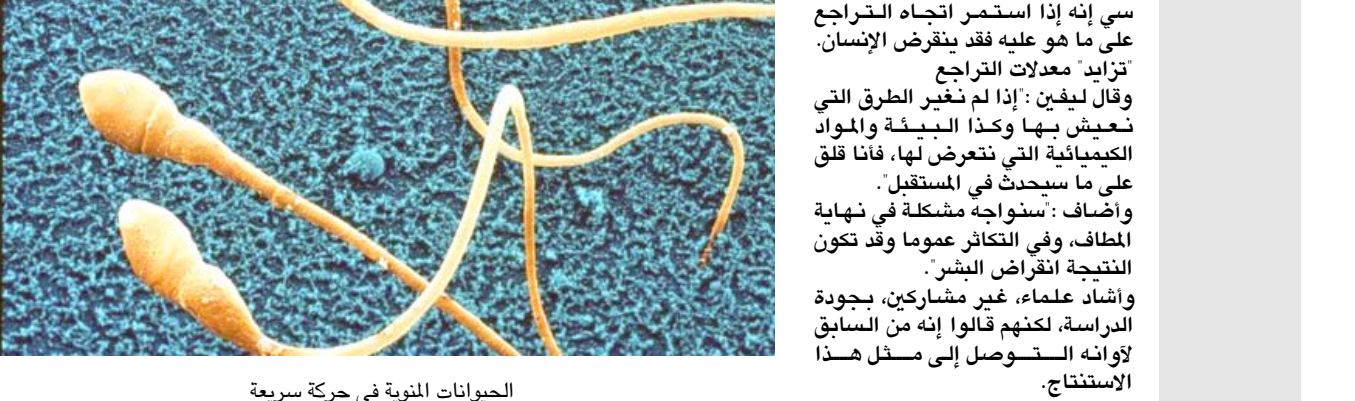 سي إنه إذا استمر اتجاه التراجع
على ما هو عليه فقد ينقرض الإنسان.
"تزايد" معدلات التراجع
وقال ليفين :"إذا لم نغير الطرق التي
نعيش بها وكذا البيئة والمواد
الكيميائية التي نتعرض لها، فأنا قلق
على ما سيحدث في المستقبل".
وأضاف :"سنواجه مشكلة في نهاية
المطاف، وفي التكاثر عموما وقد تكون
النتيجة انقراض البشر".
وأشاد علماء، غير مشاركين، بجودة
الدراسة، لكنهم قالوا إنه من السابق
لآوانه التوصل إلى مثل هذا
الاستنتاج.
الحيوانات المنوية في حركة سريعة